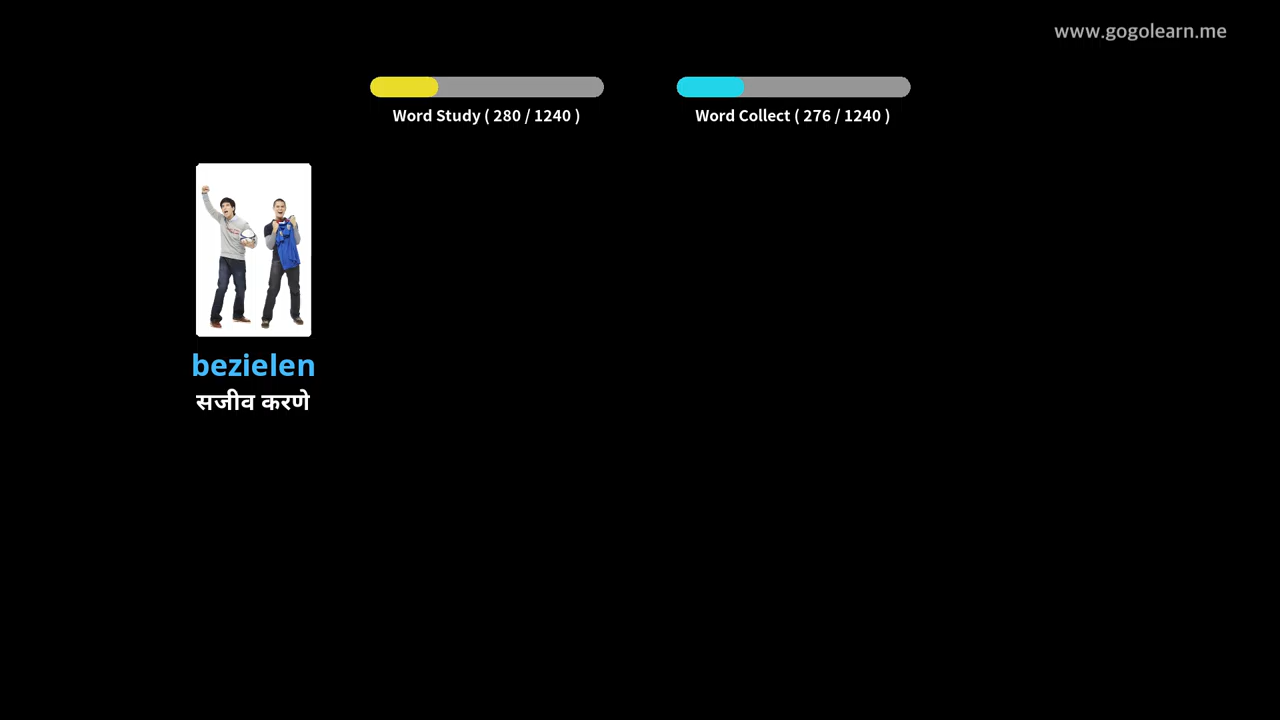 www.gogolearn.me
Word Study ( 280 / 1240 )
Word Collect ( 276 / 1240 )
bezielen
सजीव करणे